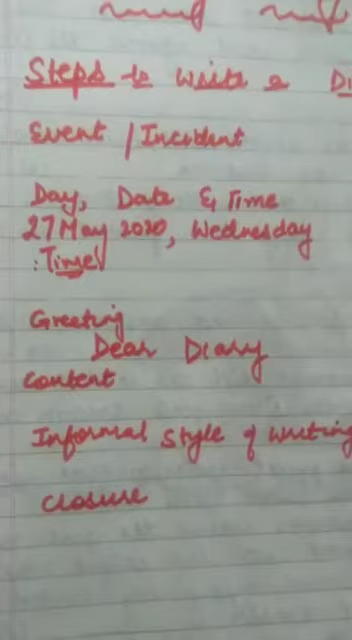 Steps to write a Di
Event / Incident
Day, Date & Time
27 May 2020, Wednesday
:Time
Greeting
Dear Diary
Content
Informal Style of writing
Closure